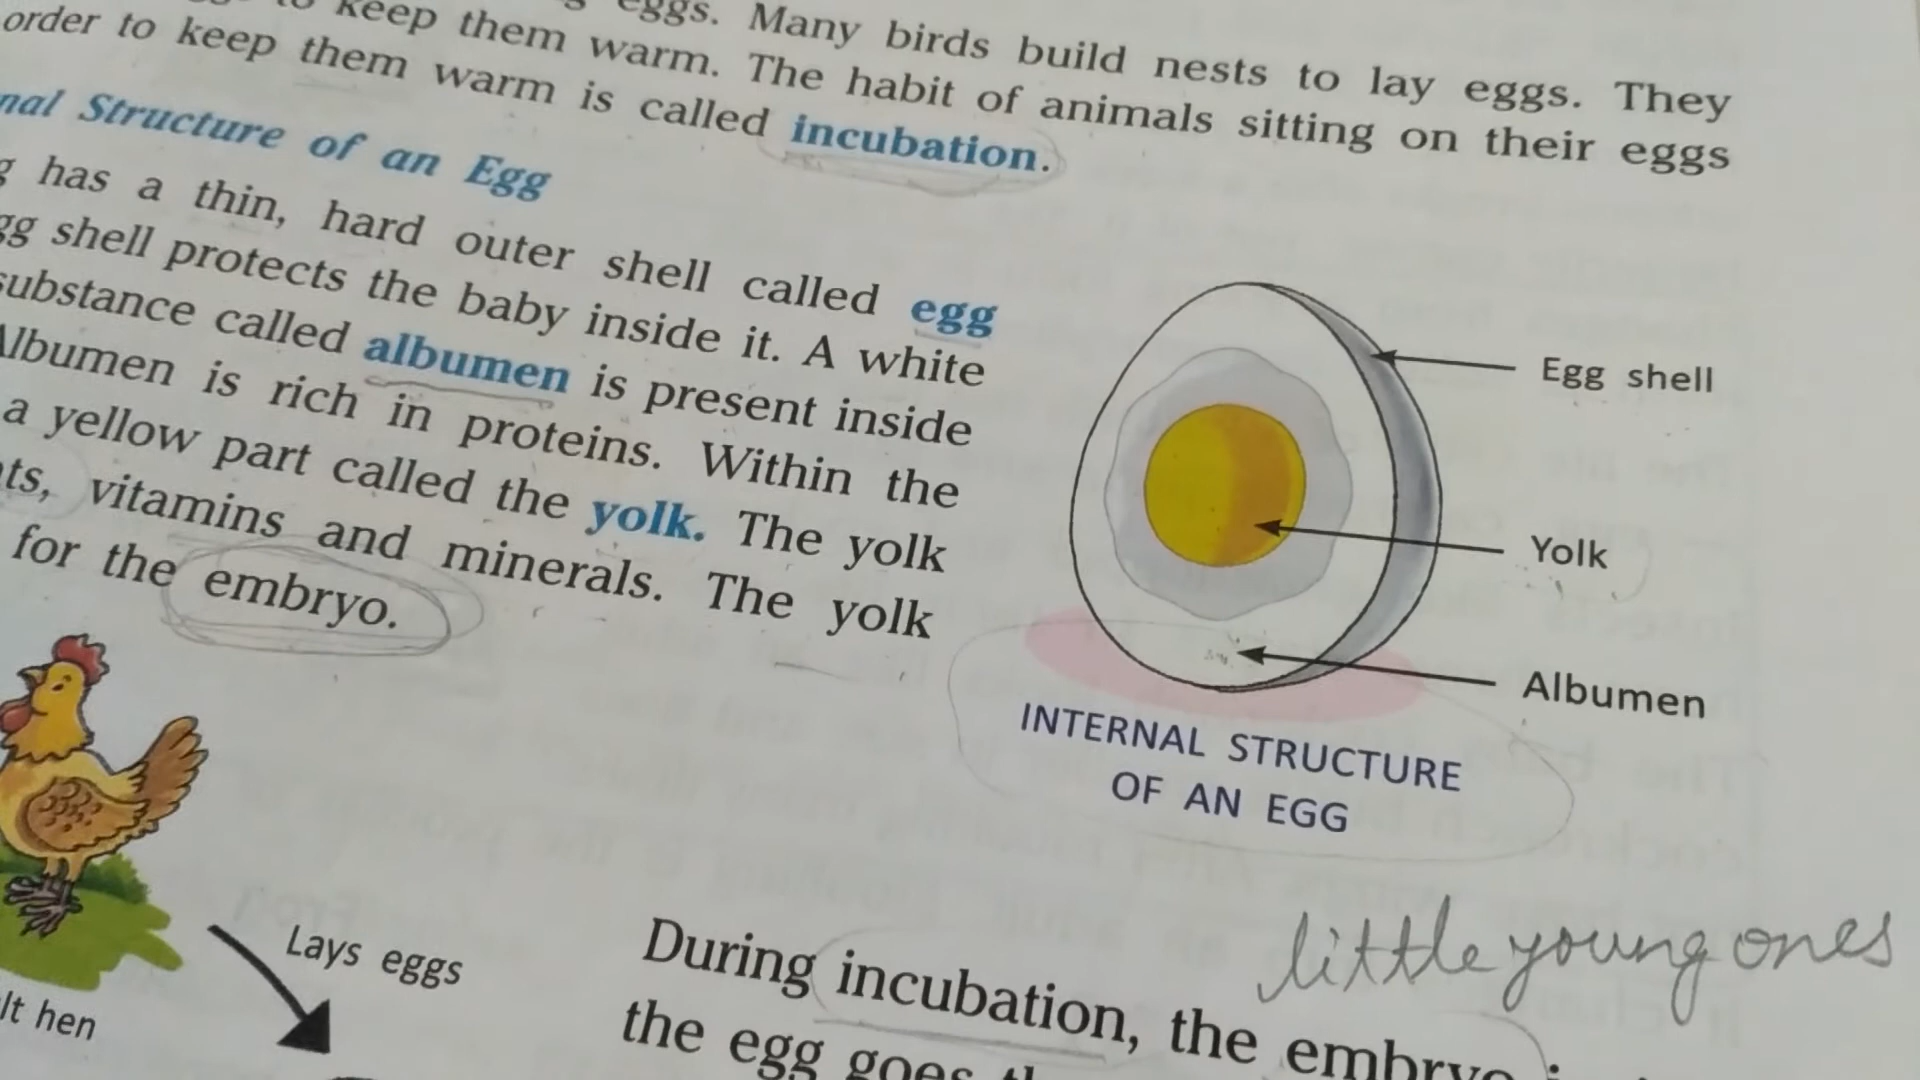 eggs. Many birds build nests to lay eggs. They
to keep them warm. The habit of animals sitting on their eggs
order to keep them warm is called incubation.
nal Structure of an Egg
g has a thin, hard outer shell called egg
gg shell protects the baby inside it. A white
substance called albumen is present inside
Albumen is rich in proteins. Within the
a yellow part called the yolk. The yolk
ts, vitamins and minerals. The yolk
for the embryo.
Egg shell
Yolk
Albumen
INTERNAL STRUCTURE
OF AN EGG
Lays eggs
lt hen
little young ones
During incubation, the embryo
the egg goes